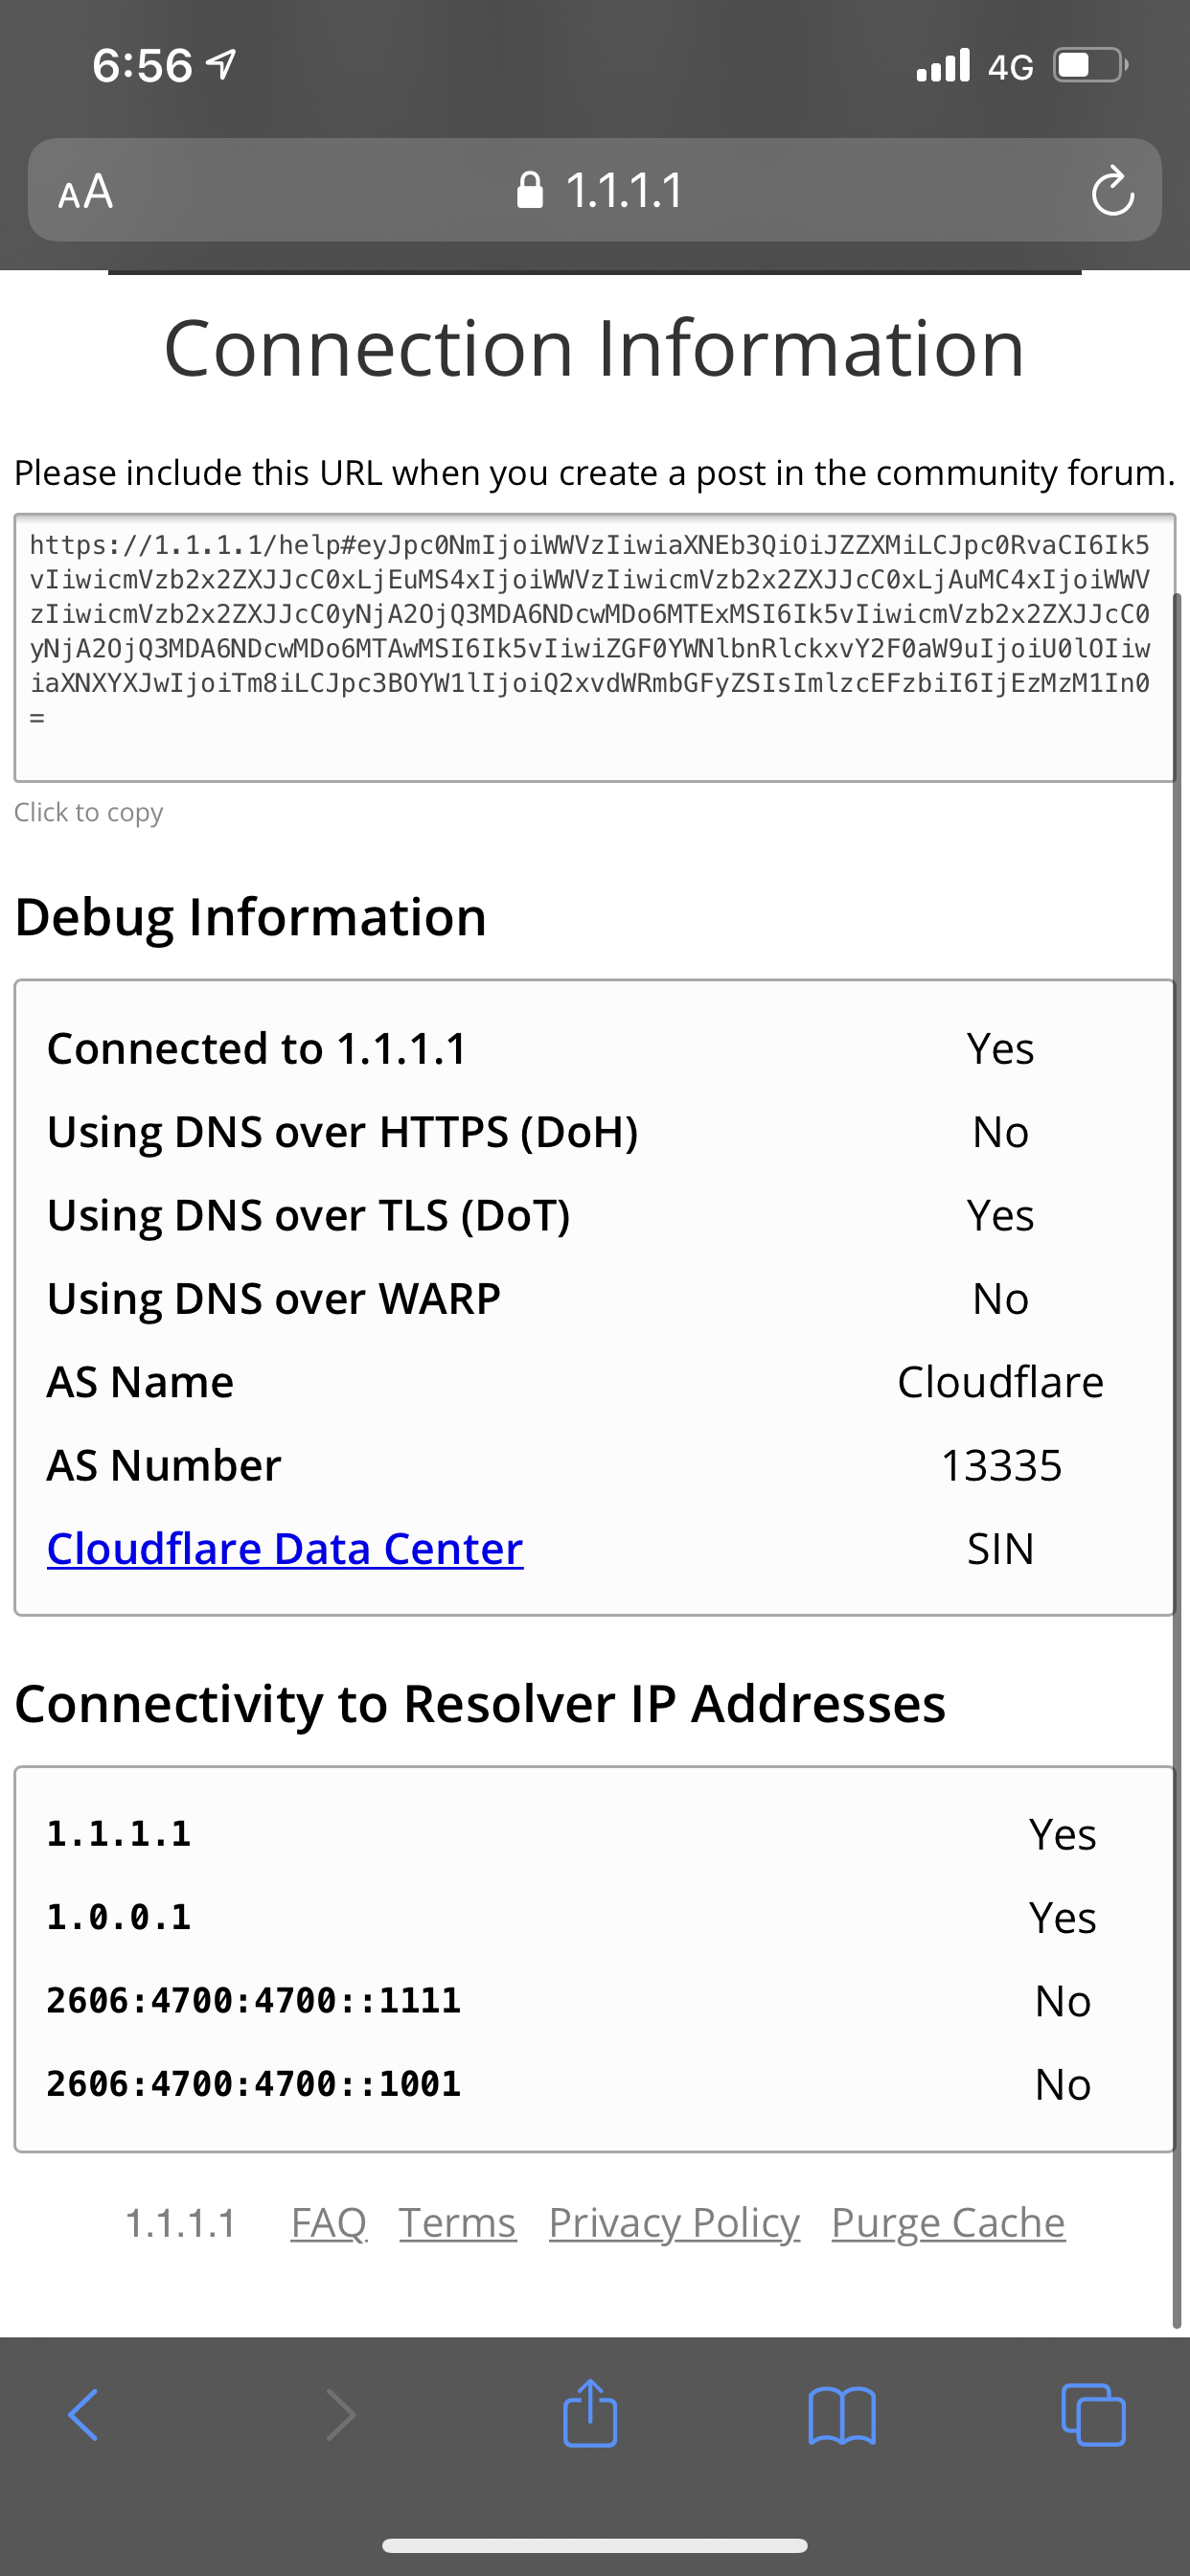 6:56
4G
AA 1.1.1.1
Connection Information
Please include this URL when you create a post in the community forum.
https://1.1.1.1/help#eyJpc0NmIjoiWWVzIiwiaXNEb3QiOiJZZXMiLCJpc0RvaCI6Ik5
vIiwicmVzb2x2ZXJJcC0xLjEuMS4xIjoiWWVzIiwicmVzb2x2ZXJJcC0xLjAuMC4xIjoiWWV
zIiwicmVzb2x2ZXJJcC0yNjA2OjQ3MDA6NDcwMDo6MTExMSI6Ik5vIiwicmVzb2x2ZXJJcC0
yNjA2OjQ3MDA6NDcwMDo6MTAwMSI6Ik5vIiwiZGF0YWNlbnRlckxvY2F0aW9uIjoiU0lOIiw
iaXNXYXJwIjoiTm8iLCJpc3BOYW1lIjoiQ2xvdWRmbGFyZSIsImlzcEFzbiI6IjEzMzM1In0
=
Click to copy
Debug Information
Connected to 1.1.1.1 Yes
Using DNS over HTTPS (DoH) No
Using DNS over TLS (DoT) Yes
Using DNS over WARP No
AS Name Cloudflare
AS Number 13335
Cloudflare Data Center SIN
Connectivity to Resolver IP Addresses
1.1.1.1 Yes
1.0.0.1 Yes
2606:4700:4700::1111 No
2606:4700:4700::1001 No
1.1.1.1 FAQ Terms Privacy Policy Purge Cache